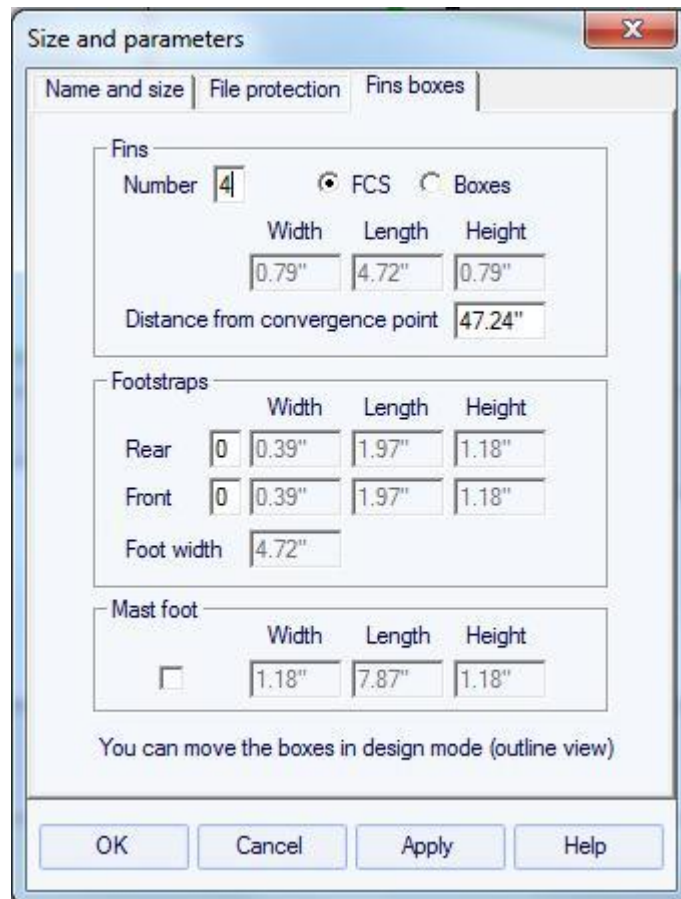 Size and parameters
Name and size File protection Fins boxes
Fins
Number 4 FCS Boxes
Width Length Height
0.79" 4.72" 0.79"
Distance from convergence point 47.24"
Footstraps
Width Length Height
Rear 0 0.39" 1.97" 1.18"
Front 0 0.39" 1.97" 1.18"
Foot width 4.72"
Mast foot
Width Length Height
1.18" 7.87" 1.18"
You can move the boxes in design mode (outline view)
OK Cancel Apply Help